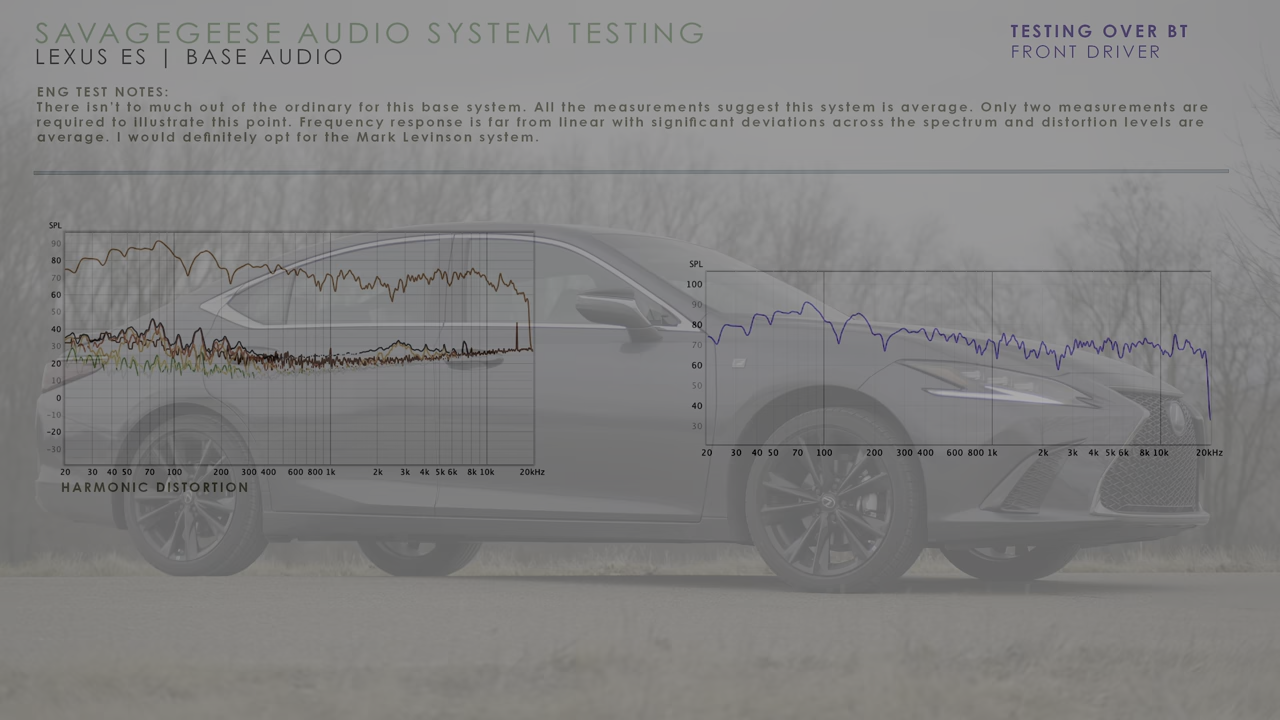 SAVAGEGEESE AUDIO SYSTEM TESTING
LEXUS ES | BASE AUDIO
TESTING OVER BT
FRONT DRIVER
ENG TEST NOTES:
There isn't to much out of the ordinary for this base system. All the measurements suggest this system is average. Only two measurements are
required to illustrate this point. Frequency response is far from linear with significant deviations across the spectrum and distortion levels are
average. I would definitely opt for the Mark Levinson system.
SPL
90
80
70
60
50
40
30
20
10
0
-10
-20
-30
20 30 40 50 70 100 200 300 400 600 800 1k 2k 3k 4k 5k 6k 8k 10k 20kHz
HARMONIC DISTORTION
SPL
100
90
80
70
60
50
40
30
20 30 40 50 70 100 200 300 400 600 800 1k 2k 3k 4k 5k 6k 8k 10k 20kHz